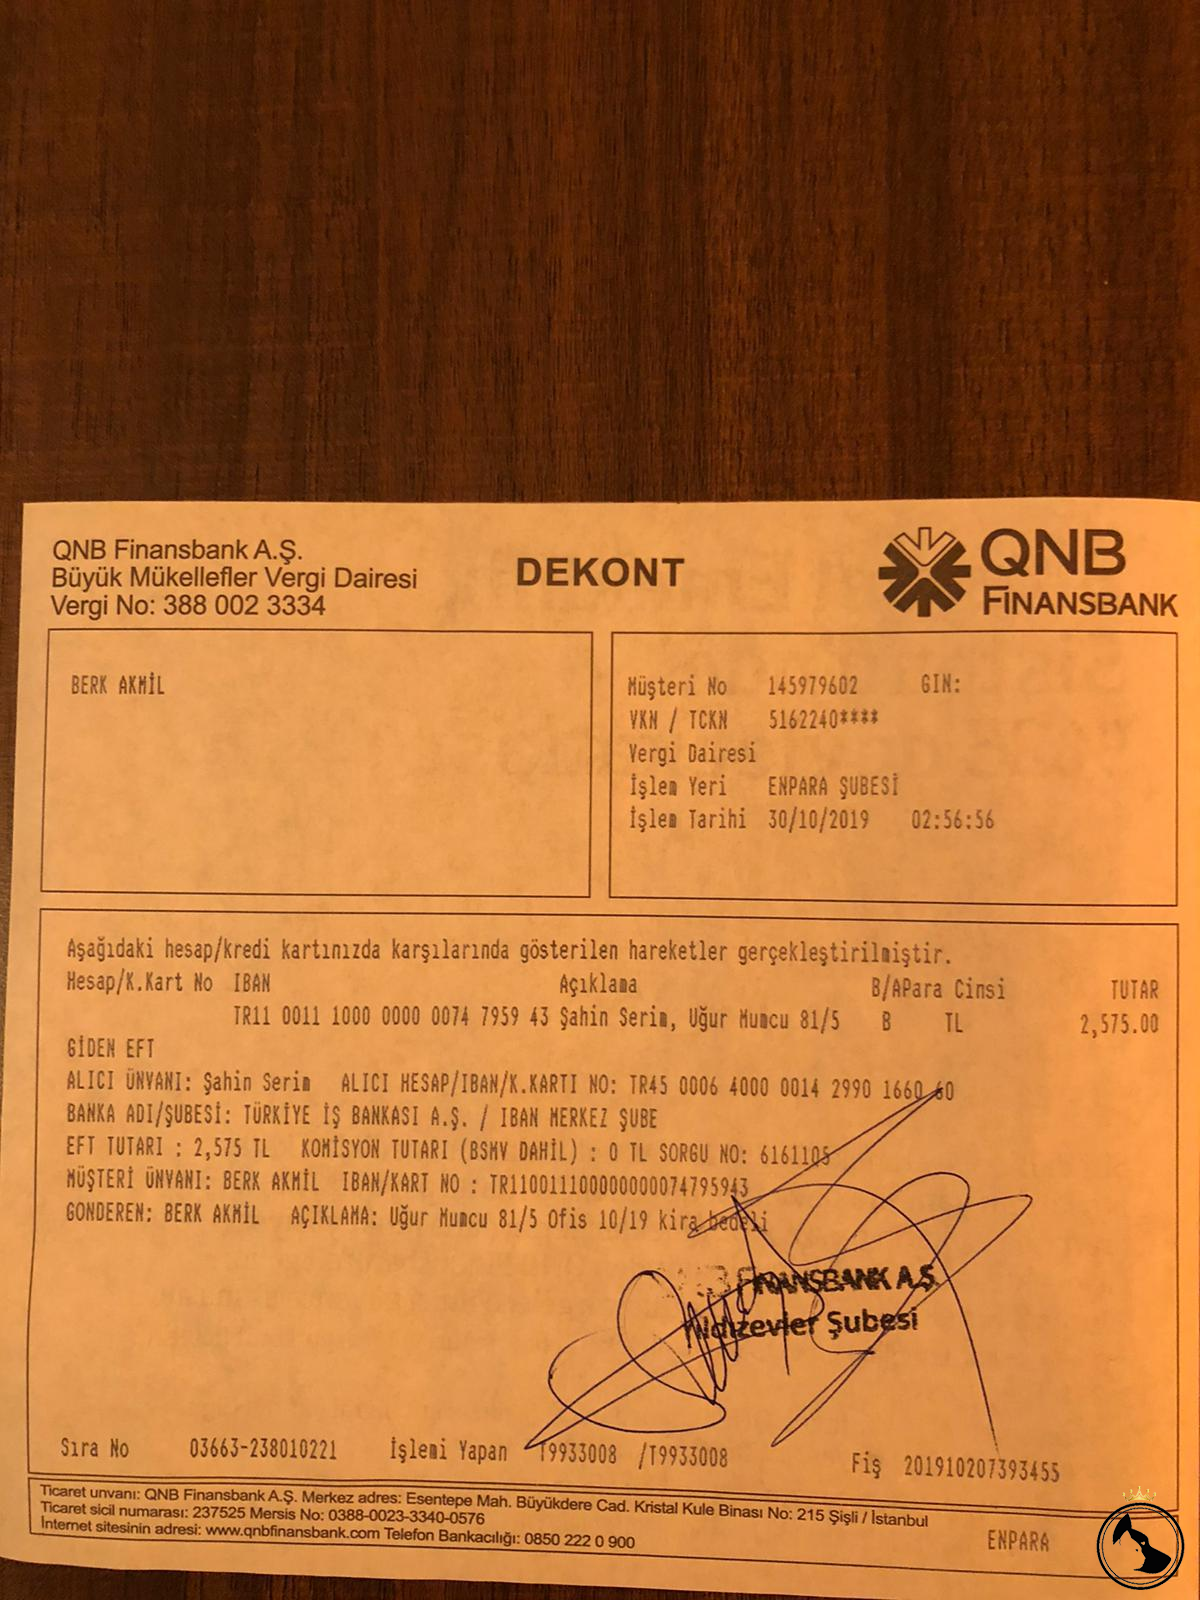 QNB Finansbank A.Ş.
Büyük Mükellefler Vergi Dairesi
Vergi No: 388 002 3334
DEKONT
QNB
FİNANSBANK
BERK AKMİL
Müşteri No 145979602 GIN:
VKN / TCKN 5162240****
Vergi Dairesi
İşlem Yeri ENPARA ŞUBESİ
İşlem Tarihi 30/10/2019 02:56:56
Aşağıdaki hesap/kredi kartınızda karşılarında gösterilen hareketler gerçekleştirilmiştir.
Hesap/K.Kart No IBAN Açıklama B/APara Cinsi TUTAR
TR11 0011 1000 0000 0074 7959 43 Şahin Serim, Uğur Mumcu 81/5 B TL 2,575.00
GİDEN EFT
ALICI ÜNVANI: Şahin Serim ALICI HESAP/IBAN/K.KARTI NO: TR45 0006 4000 0014 2990 1660 60
BANKA ADI/ŞUBESİ: TÜRKİYE İŞ BANKASI A.Ş. / IBAN MERKEZ ŞUBE
EFT TUTARI : 2,575 TL KOMİSYON TUTARI (BSMV DAHİL) : 0 TL SORGU NO: 6161105
MÜŞTERİ ÜNVANI: BERK AKMİL IBAN/KART NO : TR110011100000000074795943
GONDEREN: BERK AKMİL AÇIKLAMA: Uğur Mumcu 81/5 Ofis 10/19 kira bedeli
FİNANSBANK A.Ş.
Şubesi
Sıra No 03663-238010221 İşlemi Yapan T9933008 /T9933008 Fiş 201910207393455
Ticaret unvanı: QNB Finansbank A.Ş. Merkez adres: Esentepe Mah. Büyükdere Cad. Kristal Kule Binası No: 215 Şişli / İstanbul
Ticaret sicil numarası: 237525 Mersis No: 0388-0023-3340-0576
İnternet sitesinin adresi: www.qnbfinansbank.com Telefon Bankacılığı: 0850 222 0 900
ENPARA